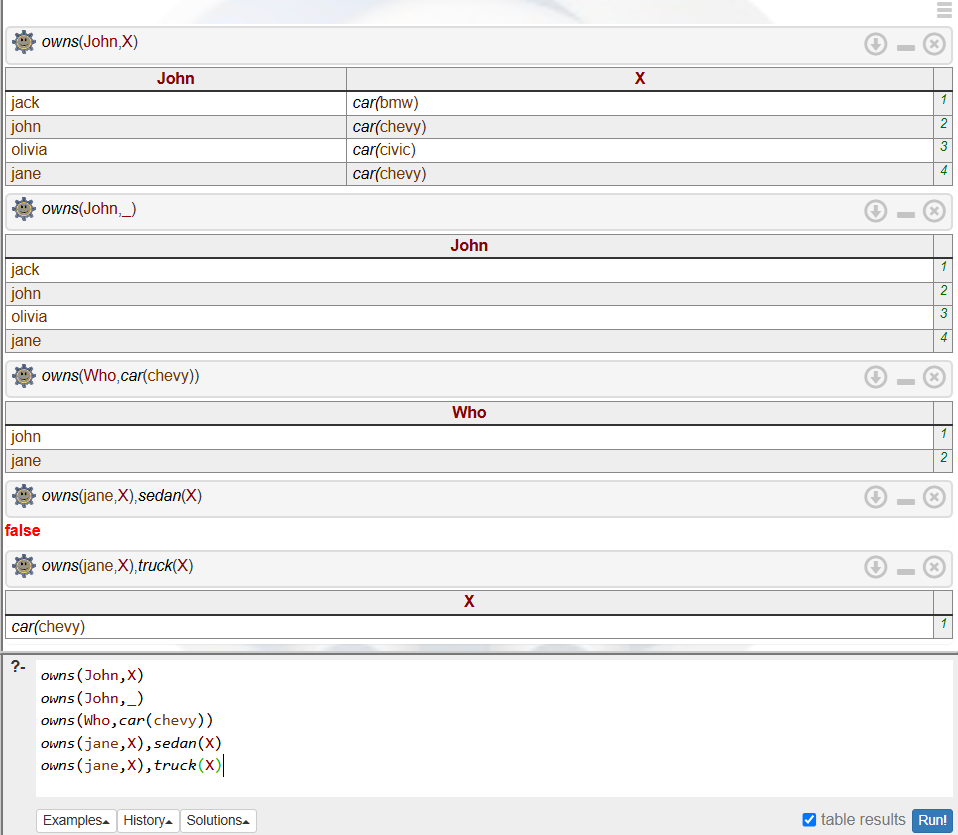 owns(John,X)
John X
jack car(bmw) 1
john car(chevy) 2
olivia car(civic) 3
jane car(chevy) 4
owns(John,_)
John
jack 1
john 2
olivia 3
jane 4
owns(Who,car(chevy))
Who
john 1
jane 2
owns(jane,X),sedan(X)
false
owns(jane,X),truck(X)
X
car(chevy) 1
?-
owns(John,X)
owns(John,_)
owns(Who,car(chevy))
owns(jane,X),sedan(X)
owns(jane,X),truck(X)
Examples History Solutions table results Run!